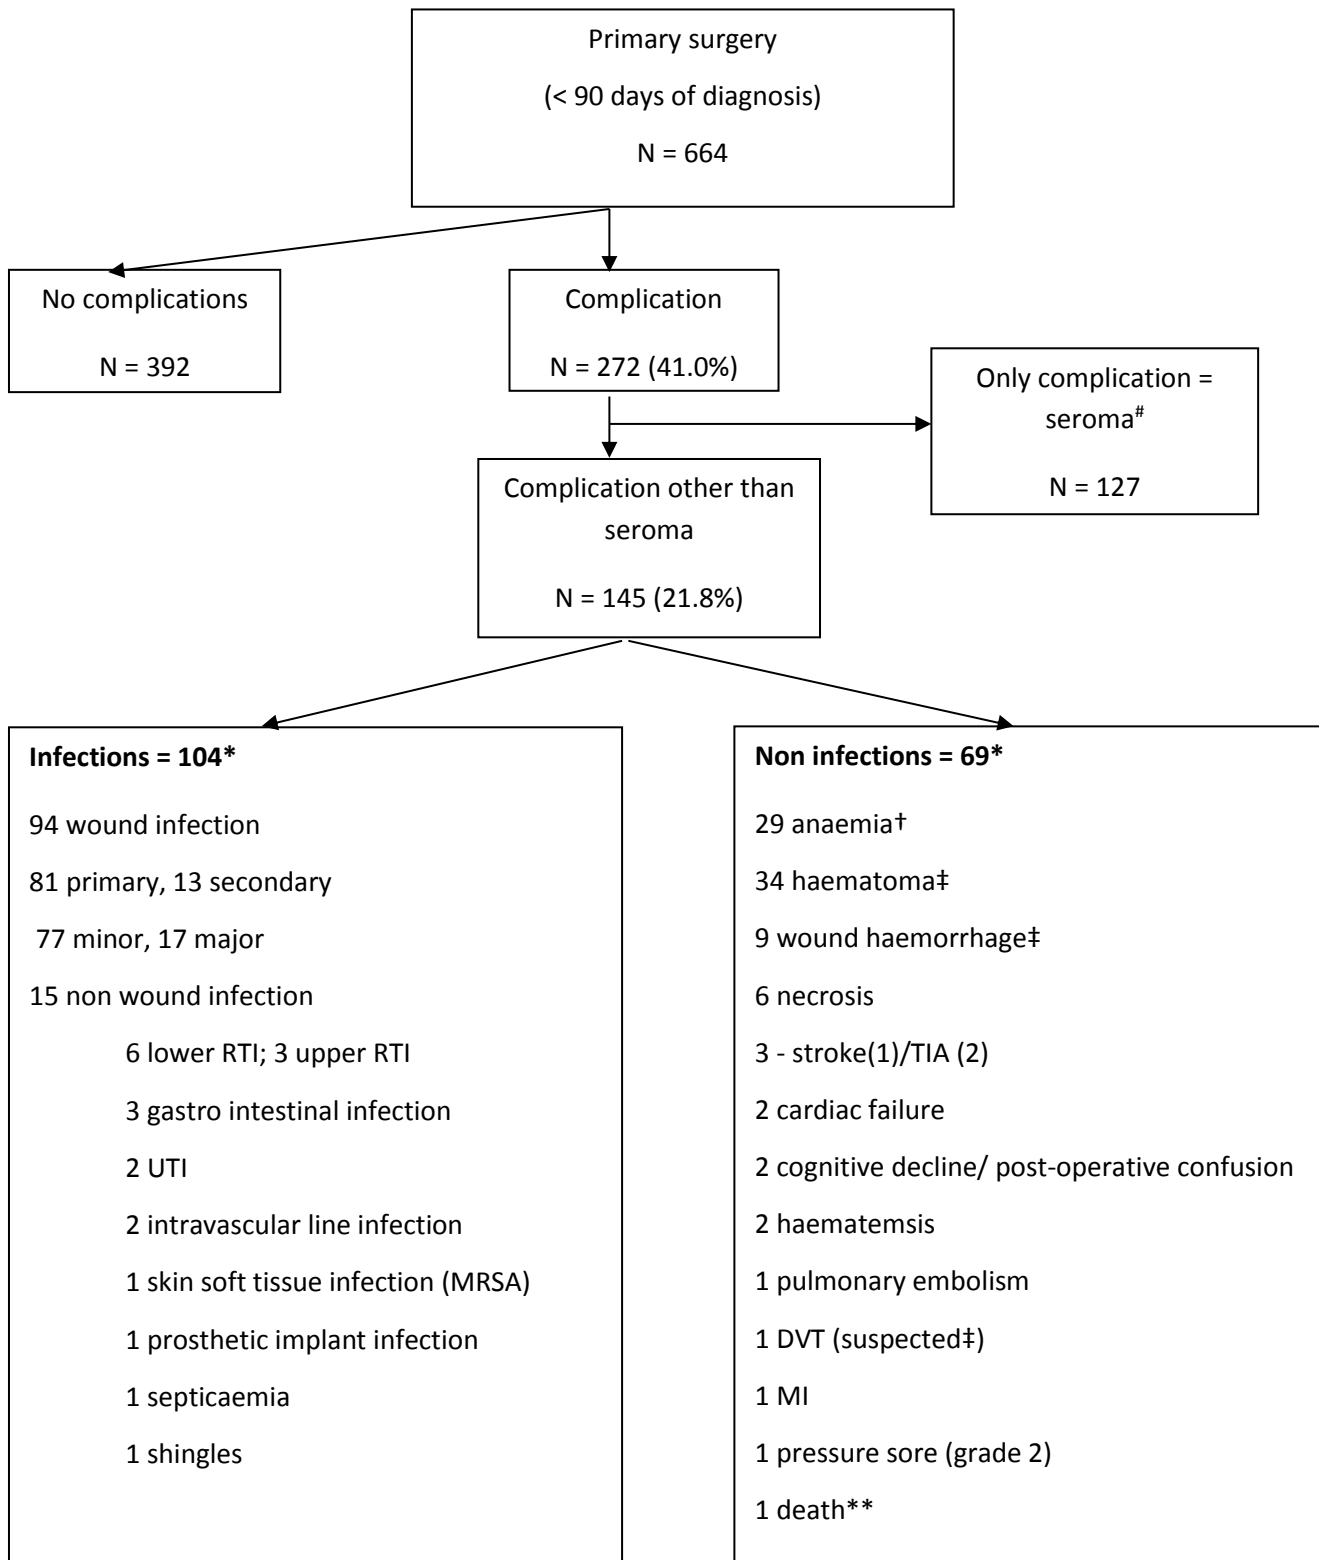 Primary surgery
(< 90 days of diagnosis)
N = 664
No complications
N = 392
Complication
N = 272 (41.0%)
Only complication =
seroma#
N = 127
Complication other than
seroma
N = 145 (21.8%)
Infections = 104*
94 wound infection
81 primary, 13 secondary
77 minor, 17 major
15 non wound infection
6 lower RTI; 3 upper RTI
3 gastro intestinal infection
2 UTI
2 intravascular line infection
1 skin soft tissue infection (MRSA)
1 prosthetic implant infection
1 septicaemia
1 shingles
Non infections = 69*
29 anaemia†
34 haematoma‡
9 wound haemorrhage‡
6 necrosis
3 - stroke(1)/TIA (2)
2 cardiac failure
2 cognitive decline/ post-operative confusion
2 haematemsis
1 pulmonary embolism
1 DVT (suspected‡)
1 MI
1 pressure sore (grade 2)
1 death**